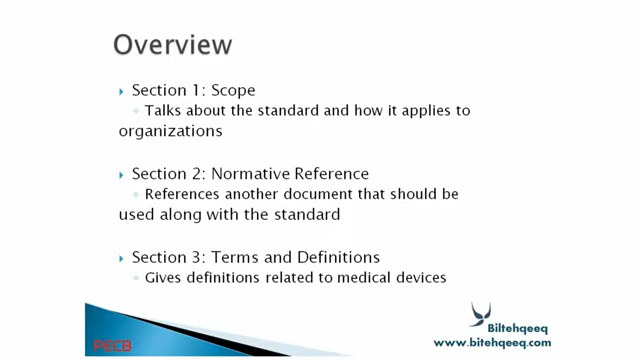 Overview
Section 1: Scope
Talks about the standard and how it applies to
organizations
Section 2: Normative Reference
References another document that should be
used along with the standard
Section 3: Terms and Definitions
Gives definitions related to medical devices
PECB
Biltehqeeq
www.bitehqeeq.com